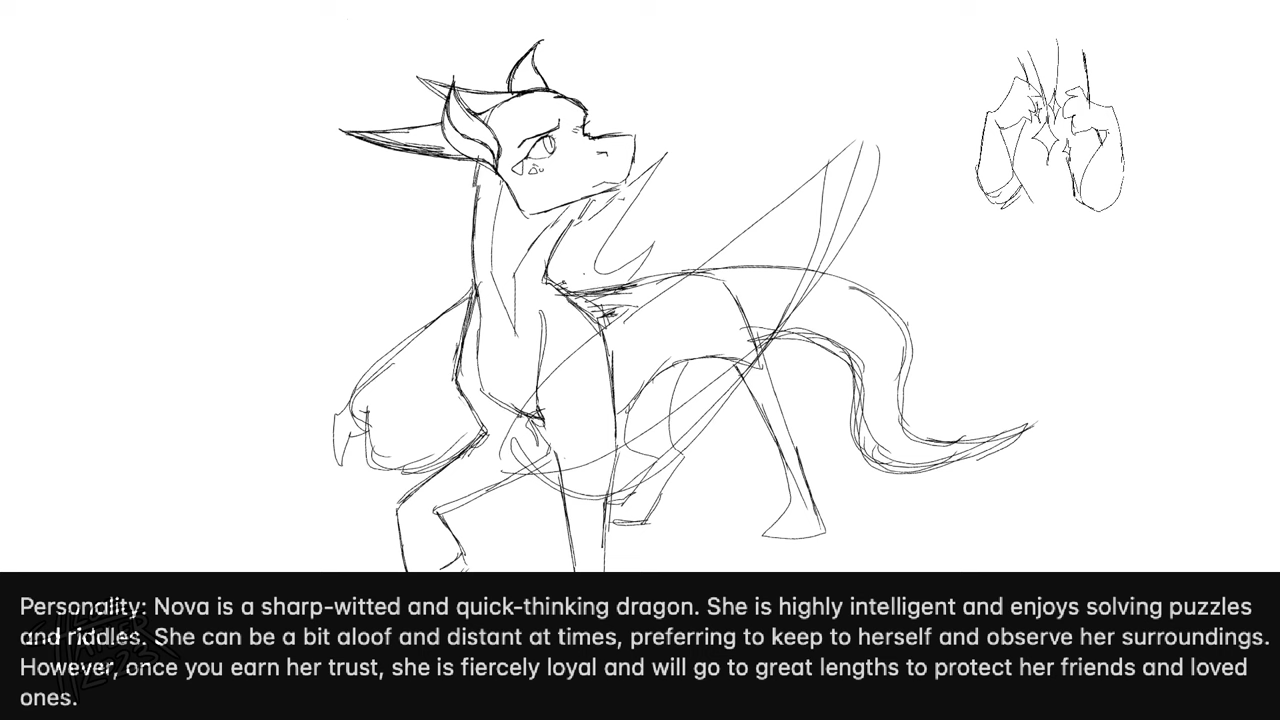 Personality: Nova is a sharp-witted and quick-thinking dragon. She is highly intelligent and enjoys solving puzzles
and riddles. She can be a bit aloof and distant at times, preferring to keep to herself and observe her surroundings.
However, once you earn her trust, she is fiercely loyal and will go to great lengths to protect her friends and loved
ones.